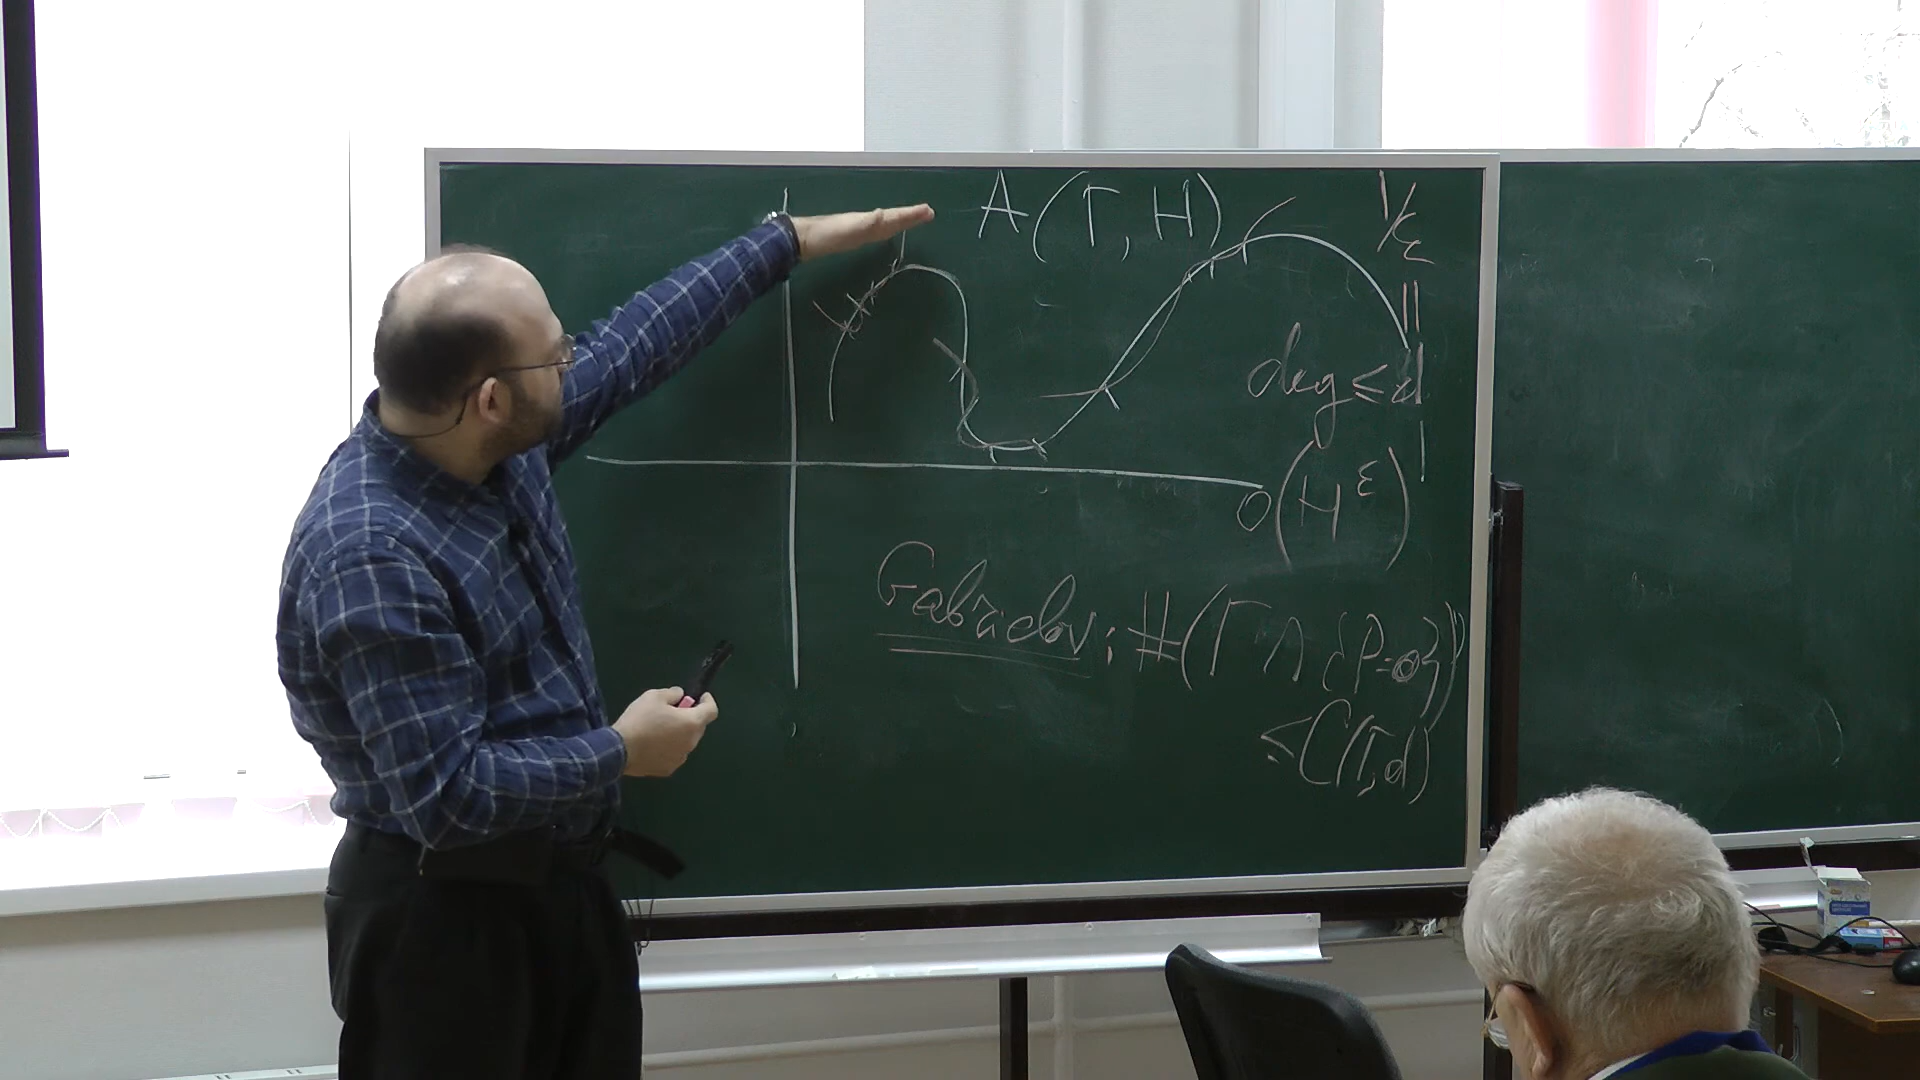 A(Γ, H)
1/ε
||
deg ≤ d
O(H^ε)
Gabrielov: #(Γ ∩ {P=0})
≤ C(Γ,d)